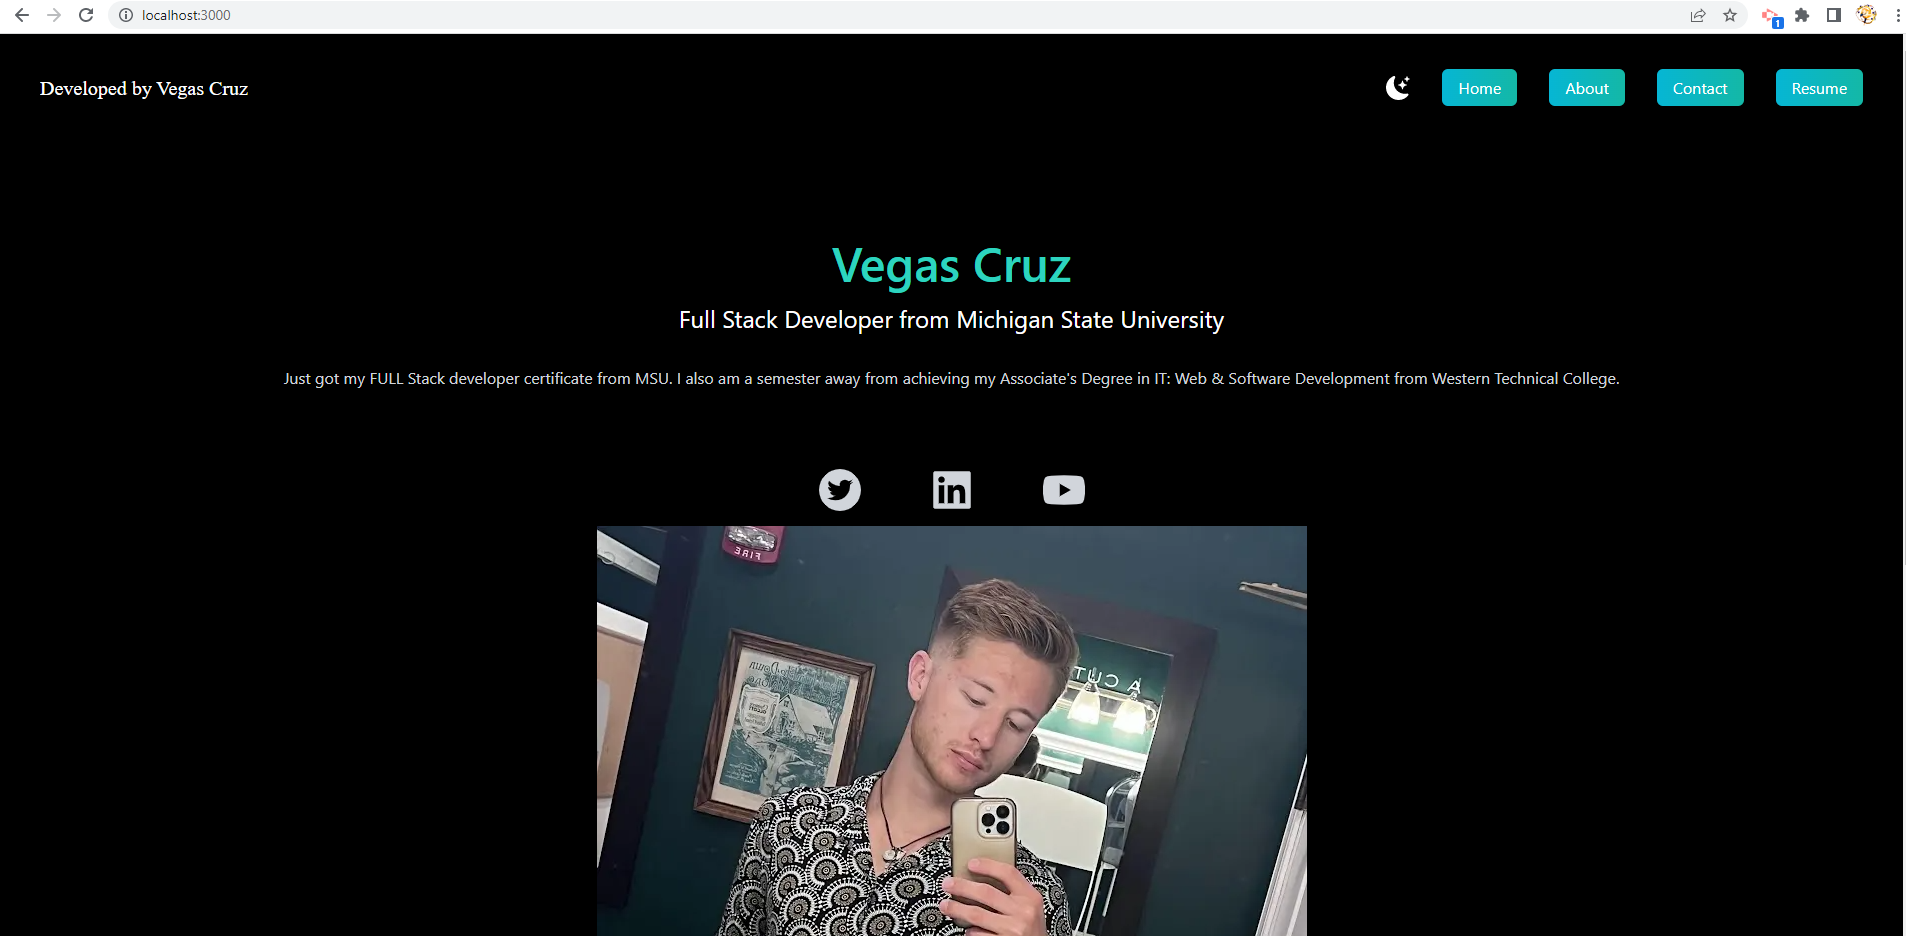 localhost:3000
1
Developed by Vegas Cruz
Home
About
Contact
Resume
Vegas Cruz
Full Stack Developer from Michigan State University
Just got my FULL Stack developer certificate from MSU. I also am a semester away from achieving my Associate's Degree in IT: Web & Software Development from Western Technical College.
in
FIRE
A CUT